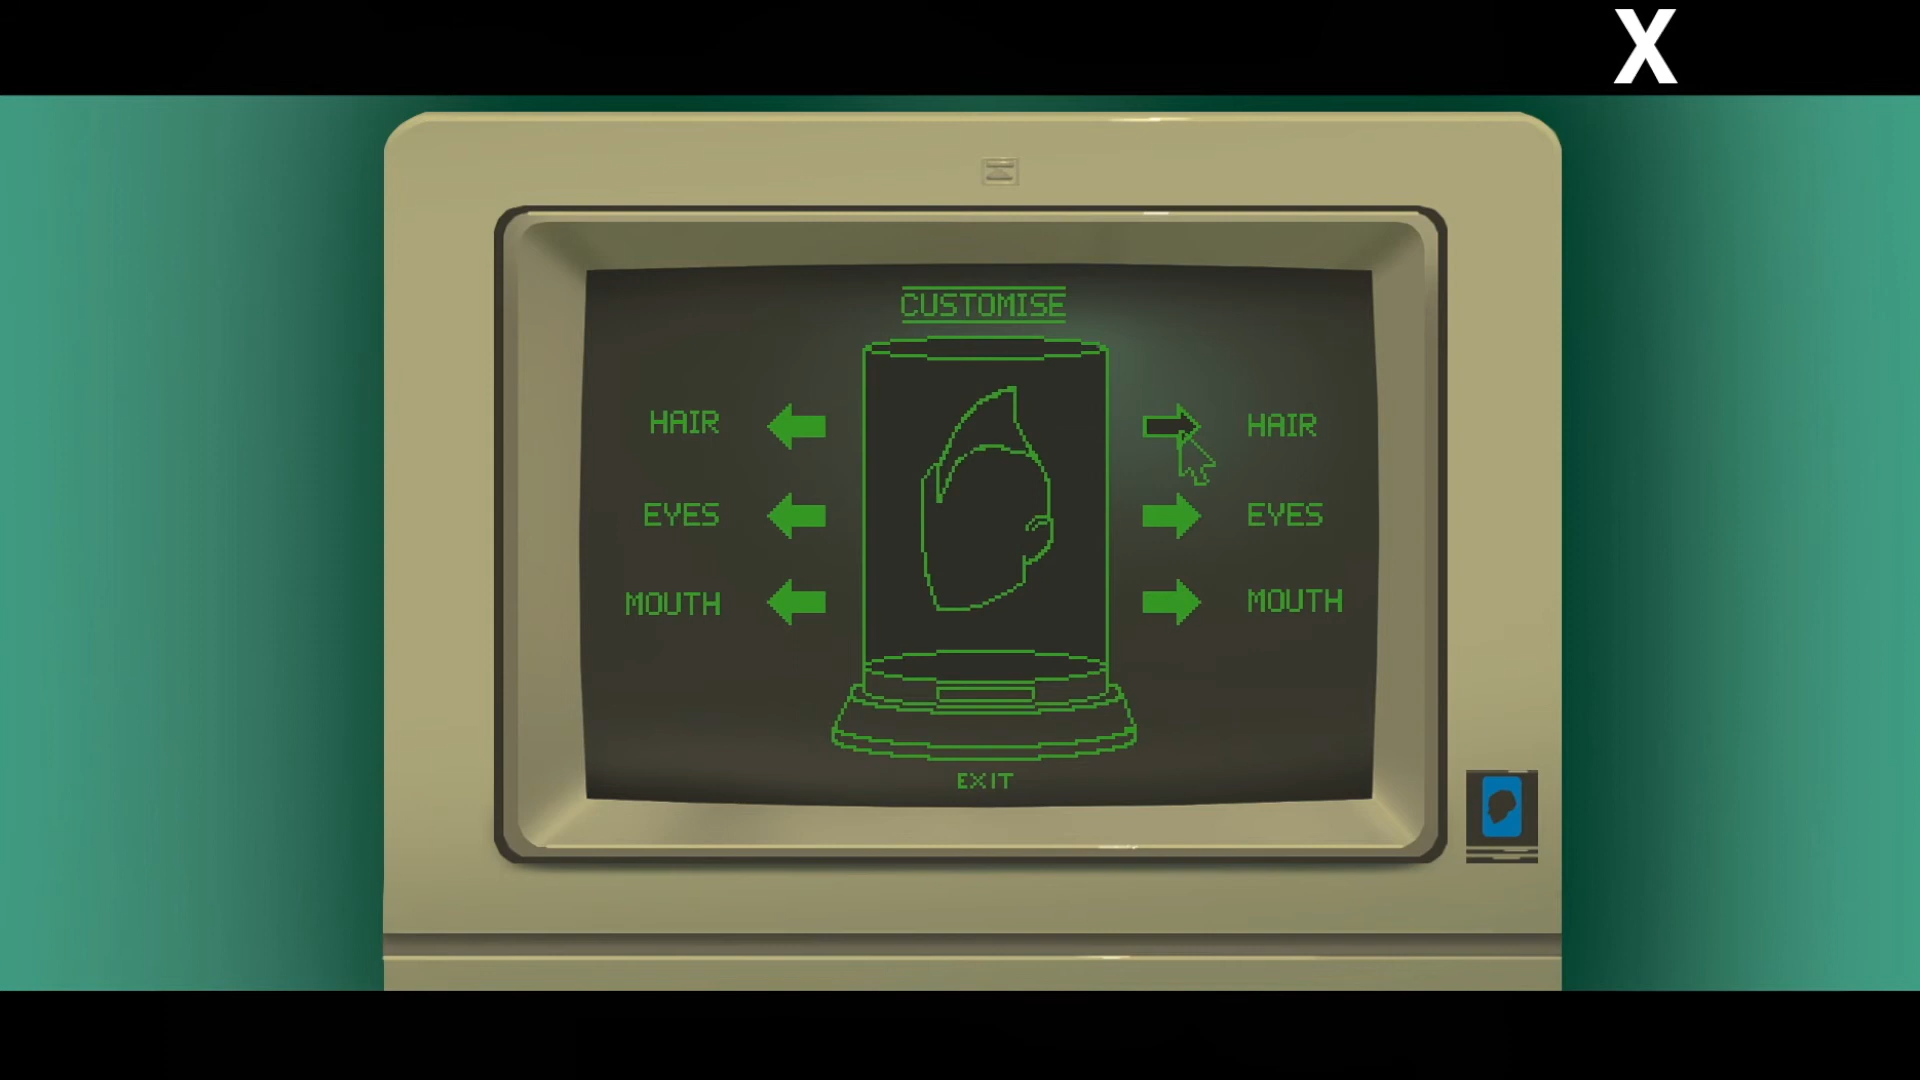 X
CUSTOMISE
HAIR HAIR
EYES EYES
MOUTH MOUTH
EXIT